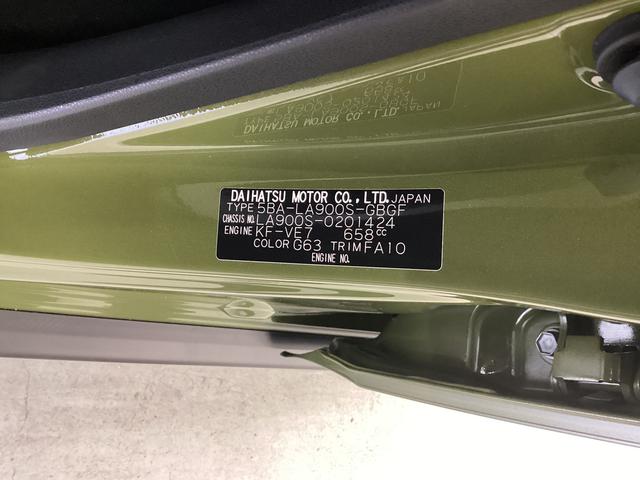 DAIHATSU MOTOR CO., LTD. JAPAN
TYPE 5BA-LA900S-GBGF
CHASSIS NO. LA900S-0201424
ENGINE KF-VE7 658cc
COLOR G63 TRIM FA10
ENGINE NO.